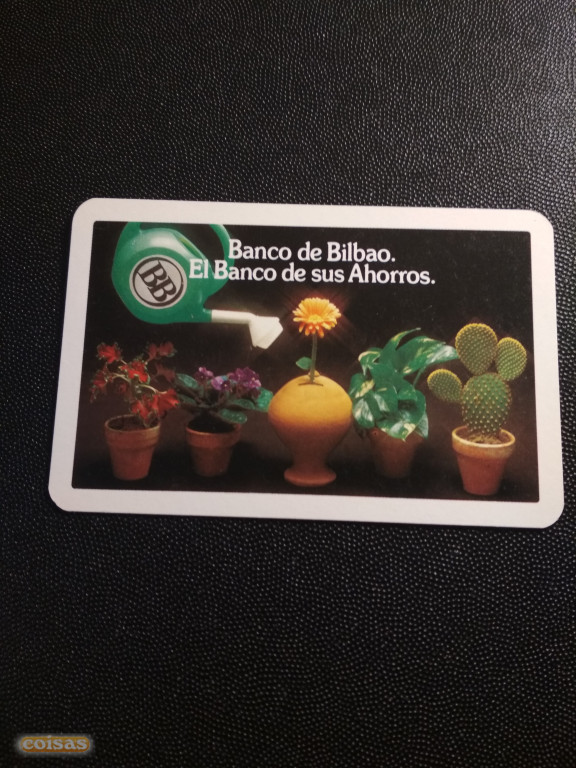 Banco de Bilbao.
El Banco de sus Ahorros.
BB
coisas